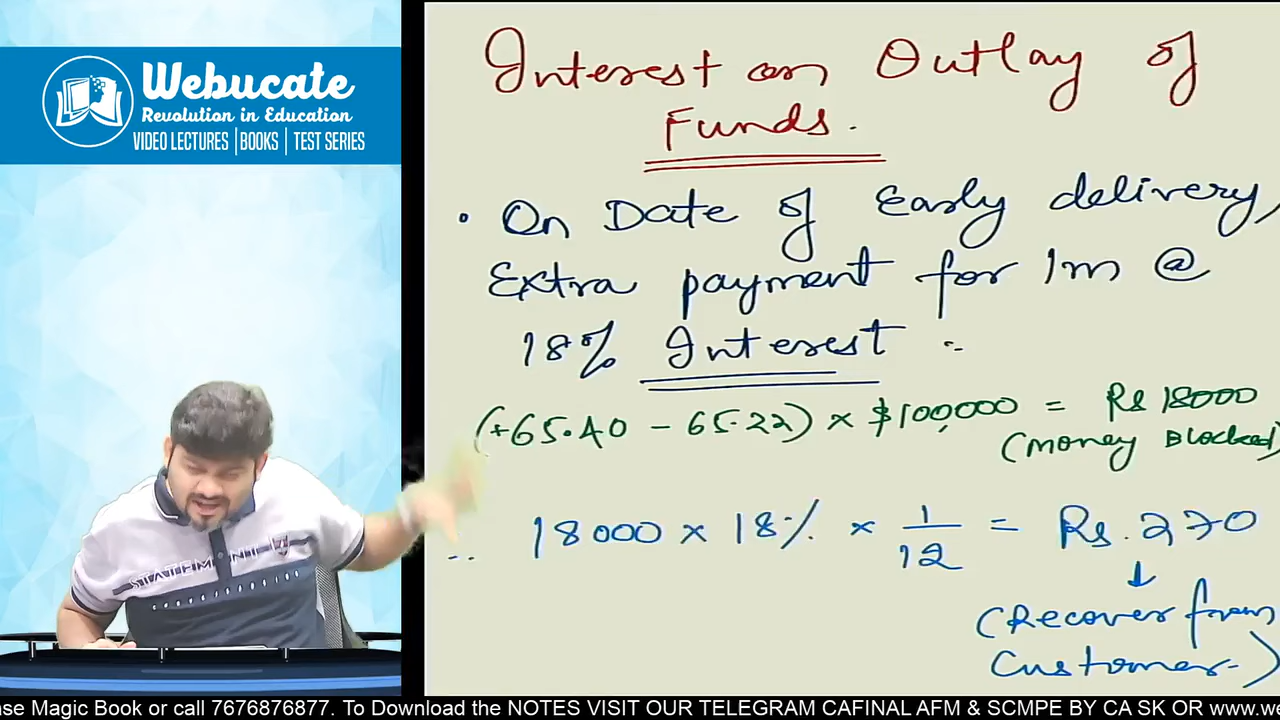 Webucate
Revolution in Education
VIDEO LECTURES | BOOKS | TEST SERIES
Interest on Outlay of
Funds.
• On Date of Early delivery,
Extra payment for 1m @
18% Interest :-
(+65.40 - 65.22) × $100,000 = Rs 18000
(Money Blocked)
∴ 18000 × 18% × 1/12 = Rs. 270
↓
(Recover from
Customer.)
ase Magic Book or call 7676876877. To Download the NOTES VISIT OUR TELEGRAM CAFINAL AFM & SCMPE BY CA SK OR www.we